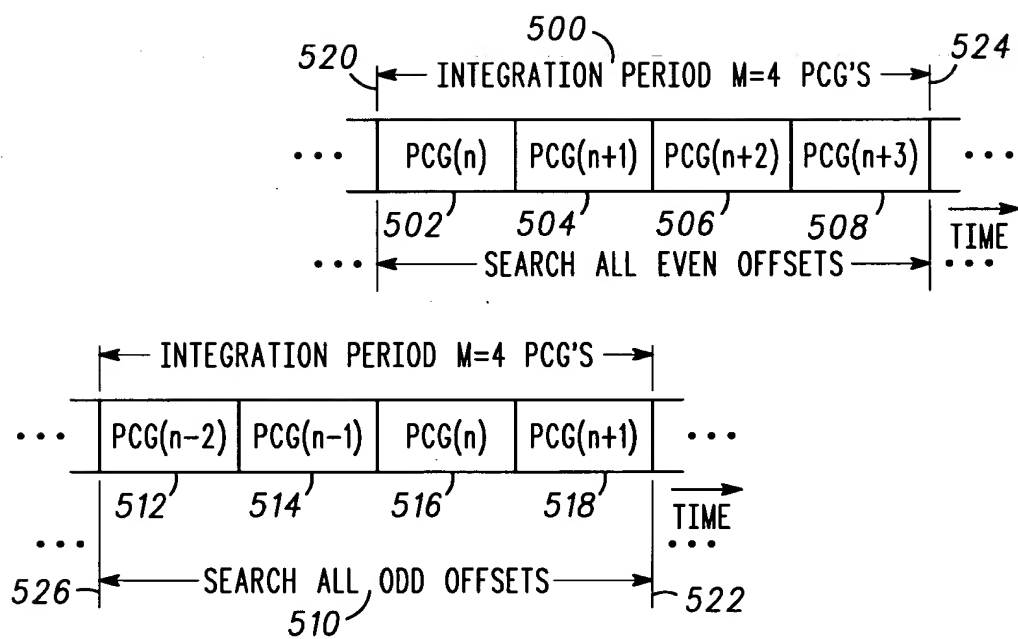 500
520
524
INTEGRATION PERIOD M=4 PCG'S
••• PCG(n) PCG(n+1) PCG(n+2) PCG(n+3) •••
502 504 506 508
TIME
••• SEARCH ALL EVEN OFFSETS •••
INTEGRATION PERIOD M=4 PCG'S
••• PCG(n-2) PCG(n-1) PCG(n) PCG(n+1) •••
512 514 516 518
TIME
••• •••
526 SEARCH ALL ODD OFFSETS 522
510